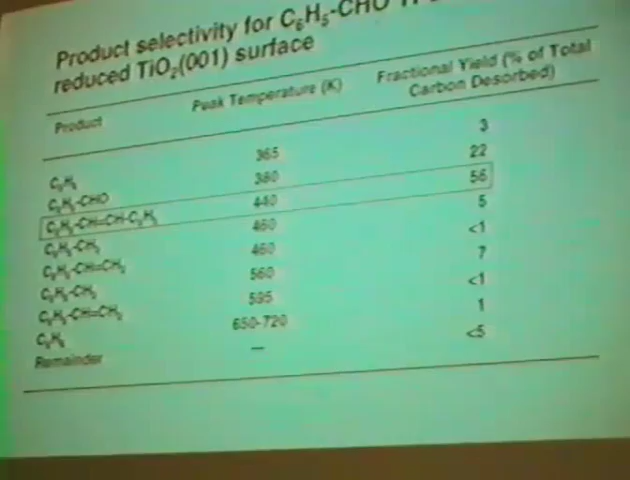 Product selectivity for C₆H₅-CHO
reduced TiO₂(001) surface
Product Peak Temperature (K) Fractional Yield (% of Total Carbon Desorbed)
C₆H₆ 365 3
C₆H₅-CHO 380 22
C₆H₅-CH=CH-C₆H₅ 440 56
C₆H₅-CH₃ 460 5
C₆H₅-CH=CH₂ 460 <1
C₆H₅-CH₃ 560 7
C₆H₅-CH=CH₂ 595 <1
C₆H₆ 650-720 1
Remainder — <5